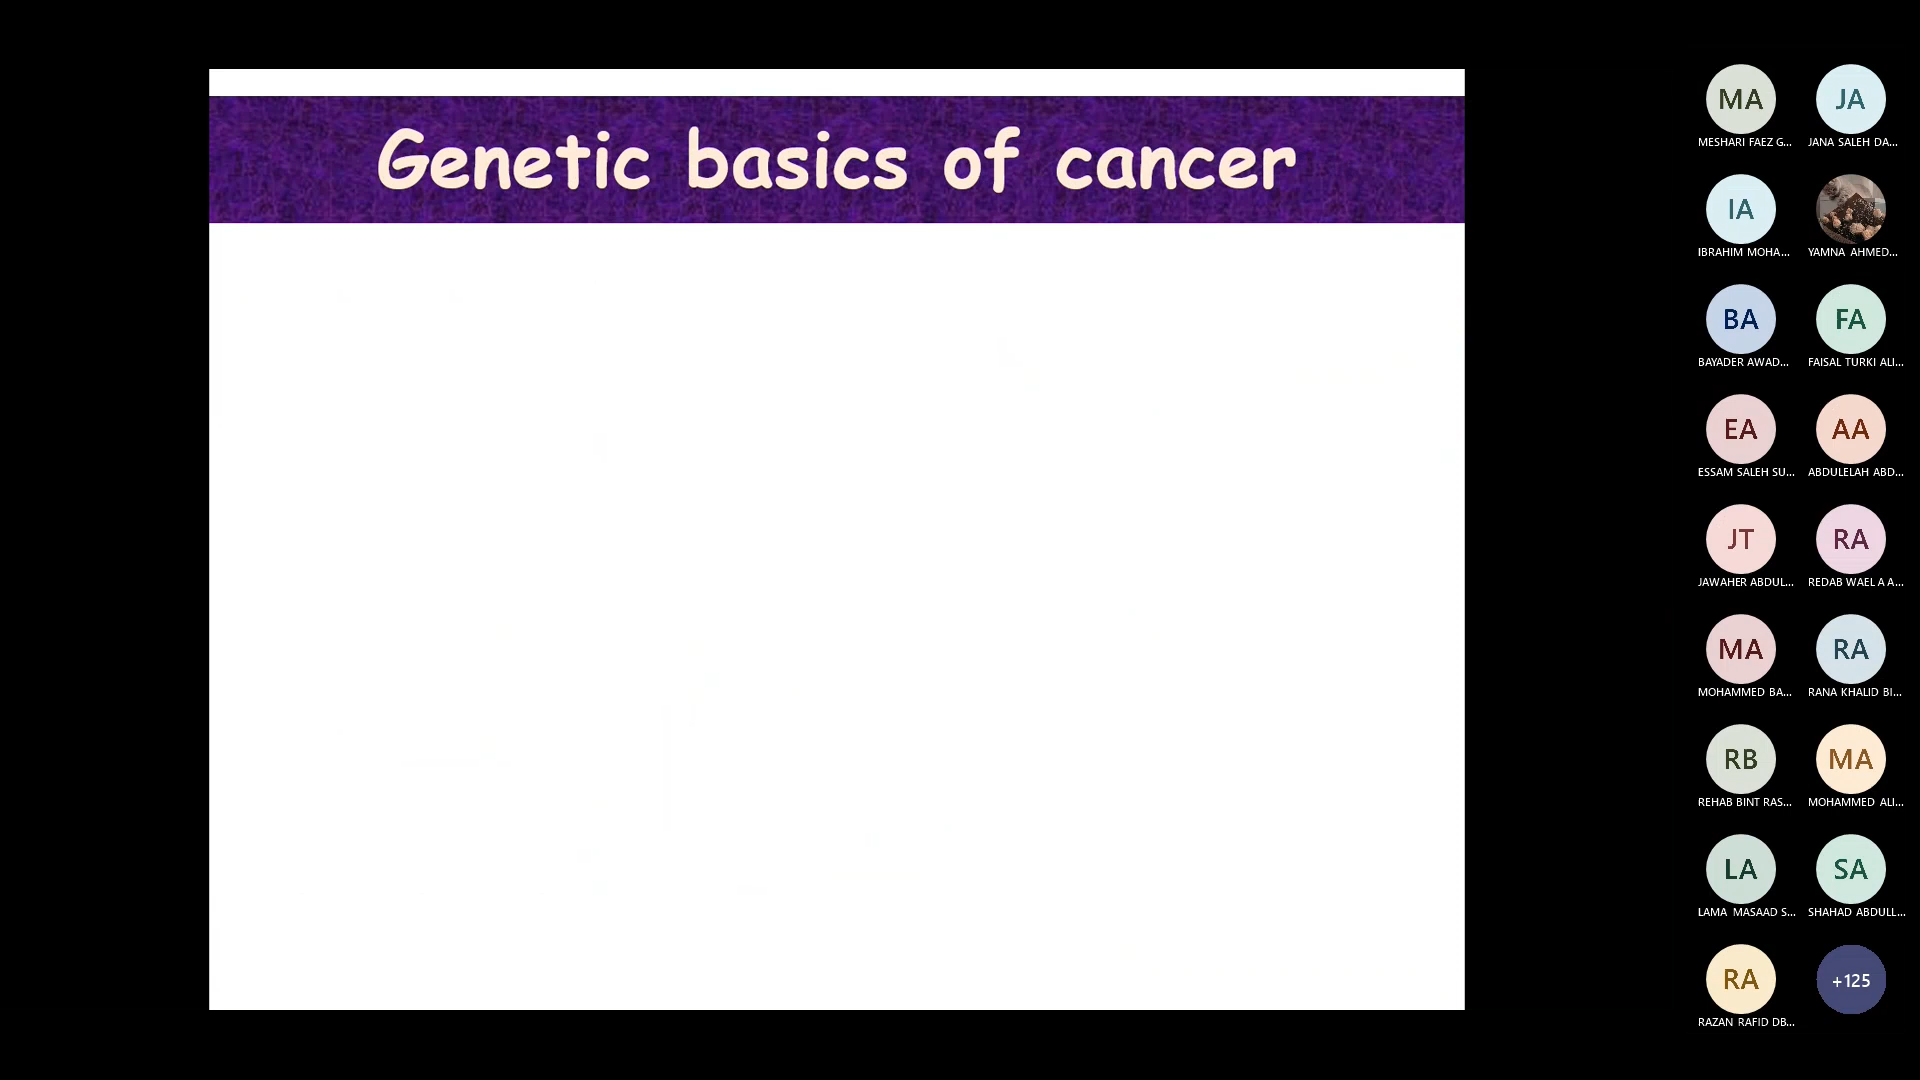 Genetic basics of cancer
MA
JA
MESHARI FAEZ G...
JANA SALEH DA...
IA
IBRAHIM MOHA...
YAMNA AHMED...
BA
FA
BAYADER AWAD...
FAISAL TURKI ALI...
EA
AA
ESSAM SALEH SU...
ABDULELAH ABD...
JT
RA
JAWAHER ABDUL...
REDAB WAEL A A...
MA
RA
MOHAMMED BA...
RANA KHALID BI...
RB
MA
REHAB BINT RAS...
MOHAMMED ALI...
LA
SA
LAMA MASAAD S...
SHAHAD ABDULL...
RA
+125
RAZAN RAFID DB...